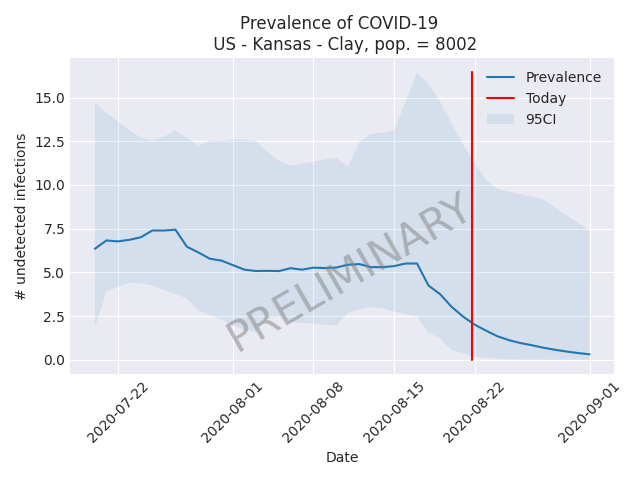 Prevalence of COVID-19
US - Kansas - Clay, pop. = 8002
# undetected infections
15.0
12.5
10.0
7.5
5.0
2.5
0.0
Prevalence
Today
95CI
PRELIMINARY
2020-07-22
2020-08-01
2020-08-08
2020-08-15
2020-08-22
2020-09-01
Date